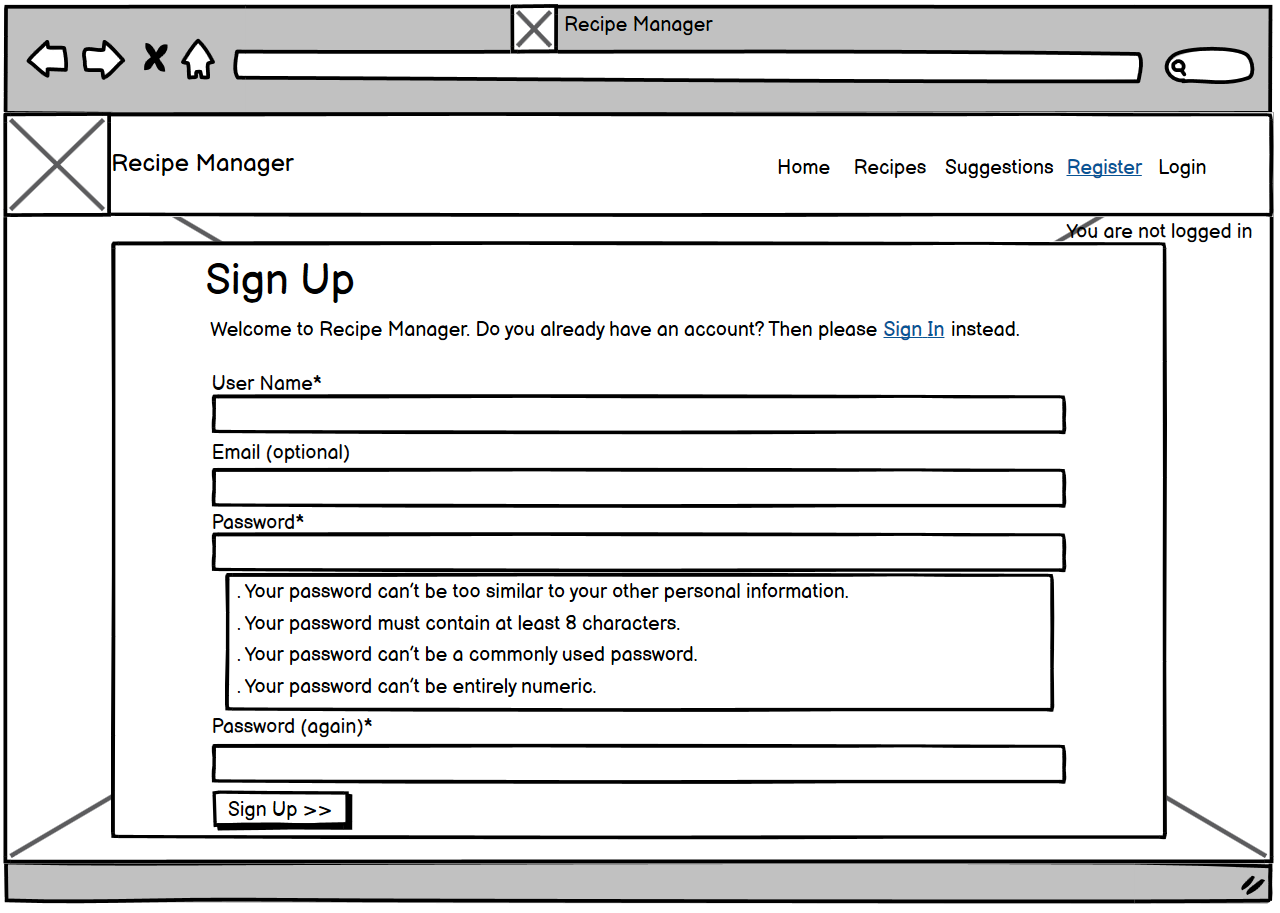 Recipe Manager
Recipe Manager
Home Recipes Suggestions Register Login
You are not logged in
Sign Up
Welcome to Recipe Manager. Do you already have an account? Then please Sign In instead.
User Name*
Email (optional)
Password*
. Your password can't be too similar to your other personal information.
. Your password must contain at least 8 characters.
. Your password can't be a commonly used password.
. Your password can't be entirely numeric.
Password (again)*
Sign Up >>